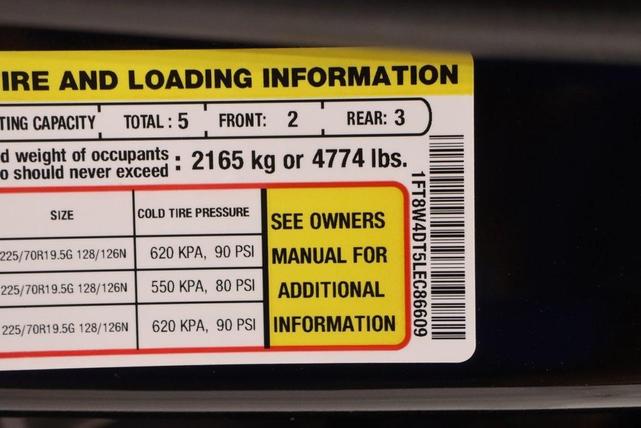 IRE AND LOADING INFORMATION
TING CAPACITY TOTAL : 5 FRONT: 2 REAR: 3
d weight of occupants
o should never exceed : 2165 kg or 4774 lbs.
SIZE COLD TIRE PRESSURE
225/70R19.5G 128/126N 620 KPA, 90 PSI
225/70R19.5G 128/126N 550 KPA, 80 PSI
225/70R19.5G 128/126N 620 KPA, 90 PSI
SEE OWNERS
MANUAL FOR
ADDITIONAL
INFORMATION
1FT8W4DT5LEC86609